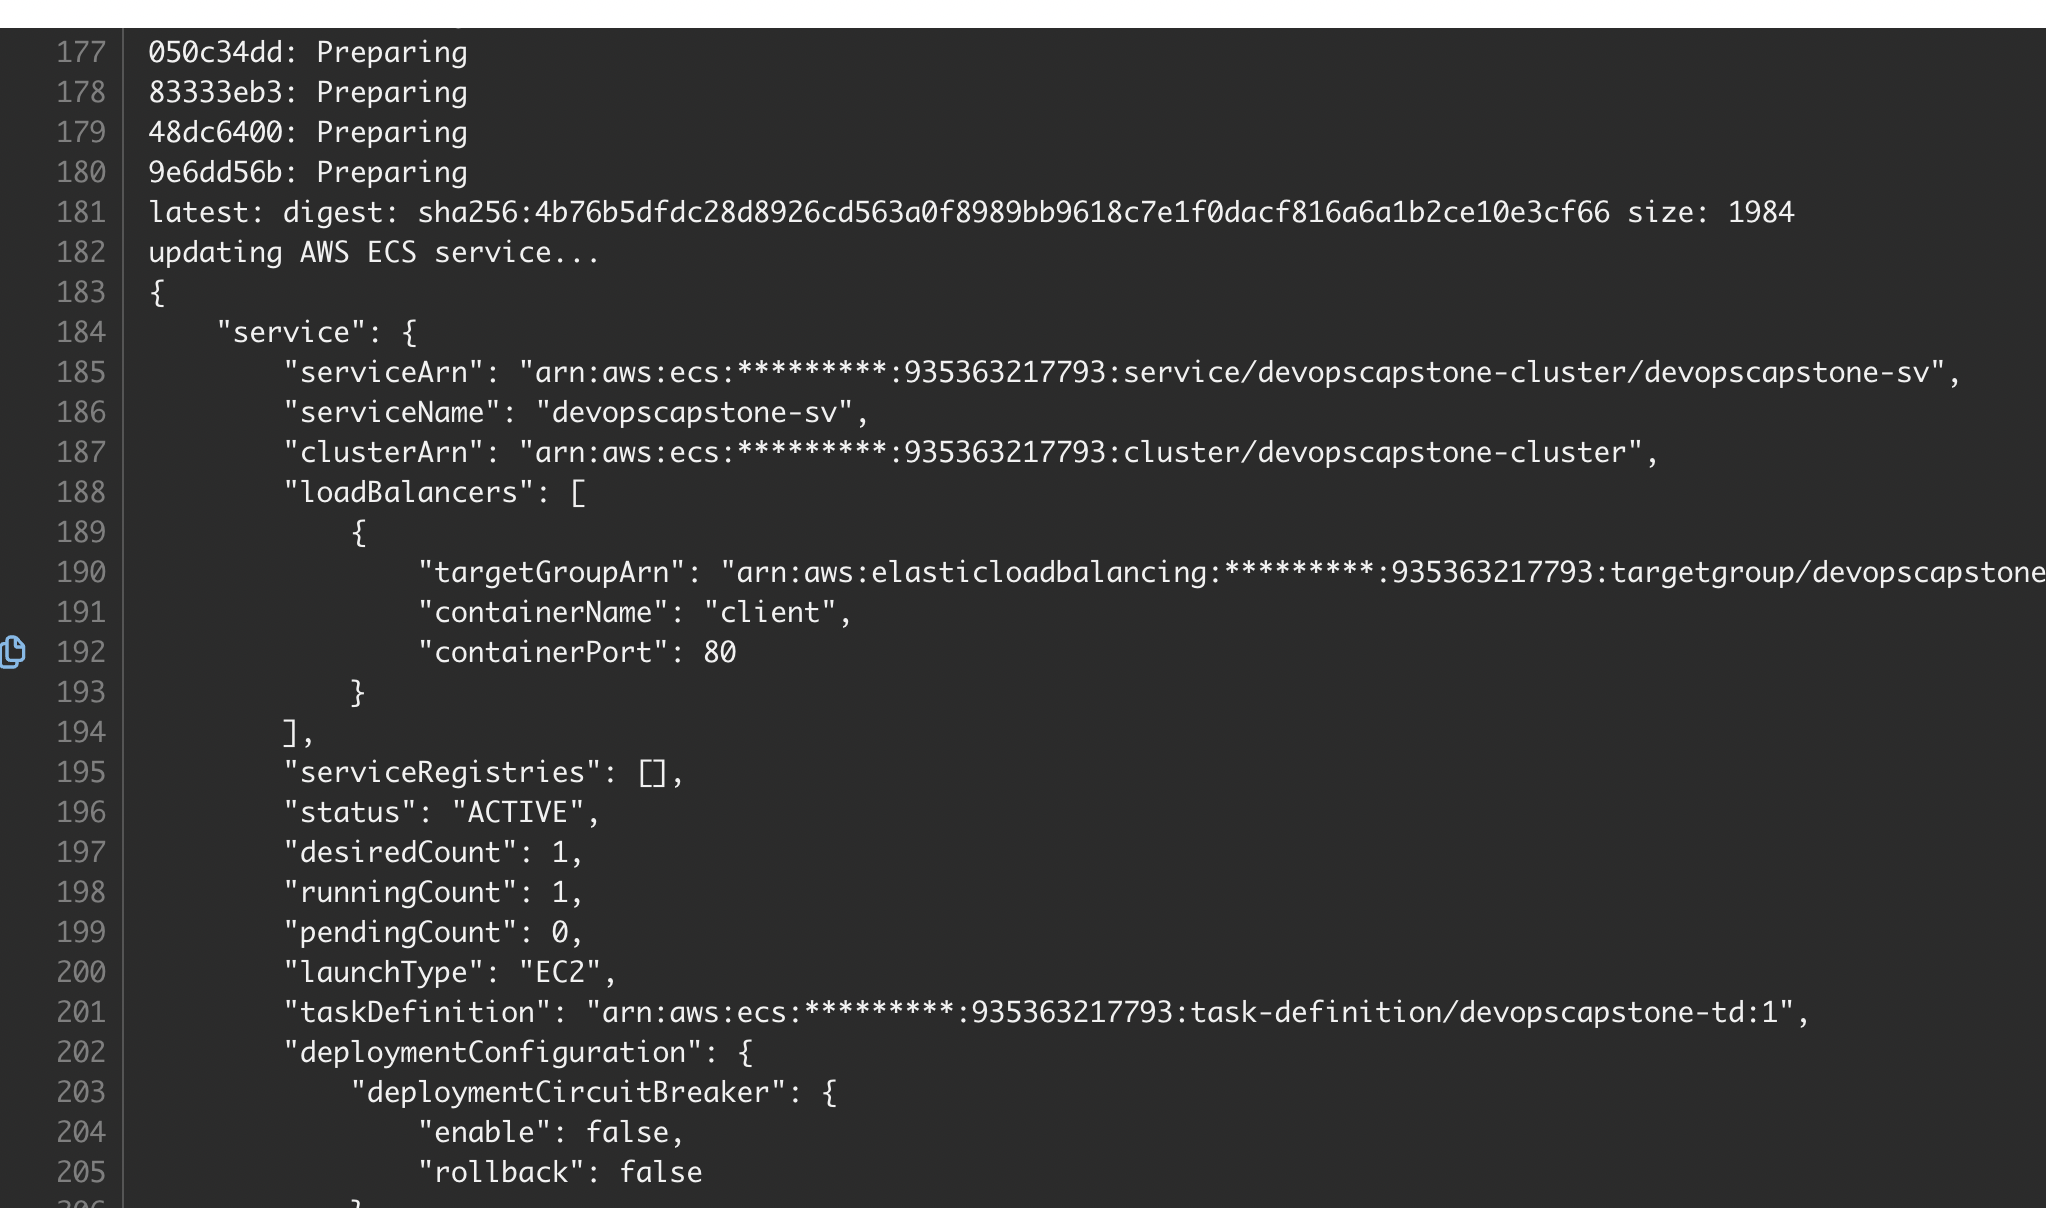 177 050c34dd: Preparing
178 83333eb3: Preparing
179 48dc6400: Preparing
180 9e6dd56b: Preparing
181 latest: digest: sha256:4b76b5dfdc28d8926cd563a0f8989bb9618c7e1f0dacf816a6a1b2ce10e3cf66 size: 1984
182 updating AWS ECS service...
183 {
184     "service": {
185         "serviceArn": "arn:aws:ecs:*********:935363217793:service/devopscapstone-cluster/devopscapstone-sv",
186         "serviceName": "devopscapstone-sv",
187         "clusterArn": "arn:aws:ecs:*********:935363217793:cluster/devopscapstone-cluster",
188         "loadBalancers": [
189             {
190                 "targetGroupArn": "arn:aws:elasticloadbalancing:*********:935363217793:targetgroup/devopscapstone
191                 "containerName": "client",
192                 "containerPort": 80
193             }
194         ],
195         "serviceRegistries": [],
196         "status": "ACTIVE",
197         "desiredCount": 1,
198         "runningCount": 1,
199         "pendingCount": 0,
200         "launchType": "EC2",
201         "taskDefinition": "arn:aws:ecs:*********:935363217793:task-definition/devopscapstone-td:1",
202         "deploymentConfiguration": {
203             "deploymentCircuitBreaker": {
204                 "enable": false,
205                 "rollback": false
206             }